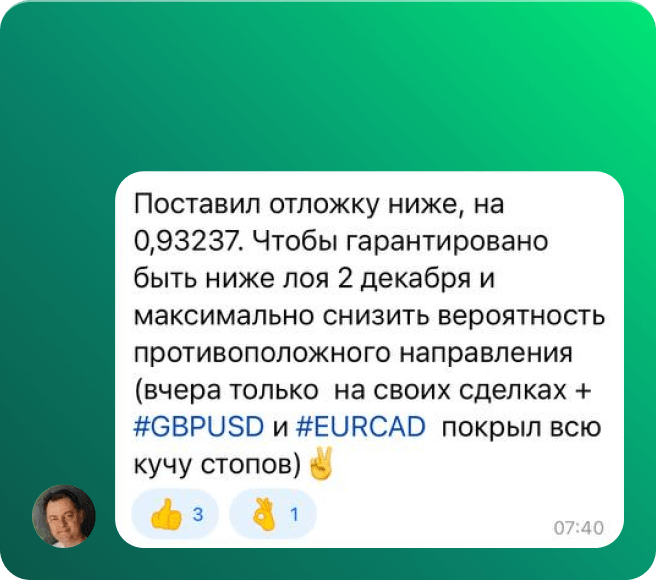 Поставил отложку ниже, на
0,93237. Чтобы гарантировано
быть ниже лоя 2 декабря и
максимально снизить вероятность
противоположного направления
(вчера только  на своих сделках +
#GBPUSD и #EURCAD  покрыл всю
кучу стопов)✌️
👍 3 👌 1
07:40